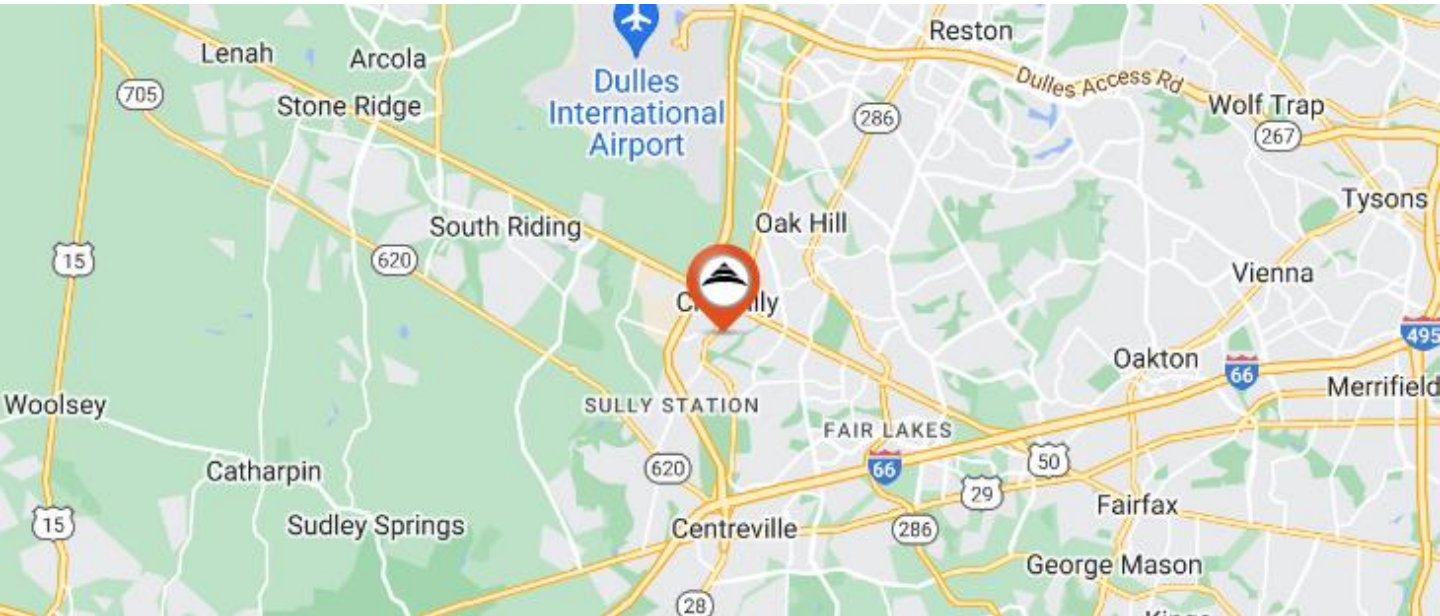 Reston
Lenah
Arcola
Dulles
International
Airport
Dulles Access Rd
705
Stone Ridge
286
Wolf Trap
267
Tysons
South Riding
Oak Hill
15
620
Vienna
495
Oakton
66
Merrifield
Woolsey
SULLY STATION
FAIR LAKES
Catharpin
620
66
50
29
15
Sudley Springs
Centreville
286
Fairfax
George Mason
28